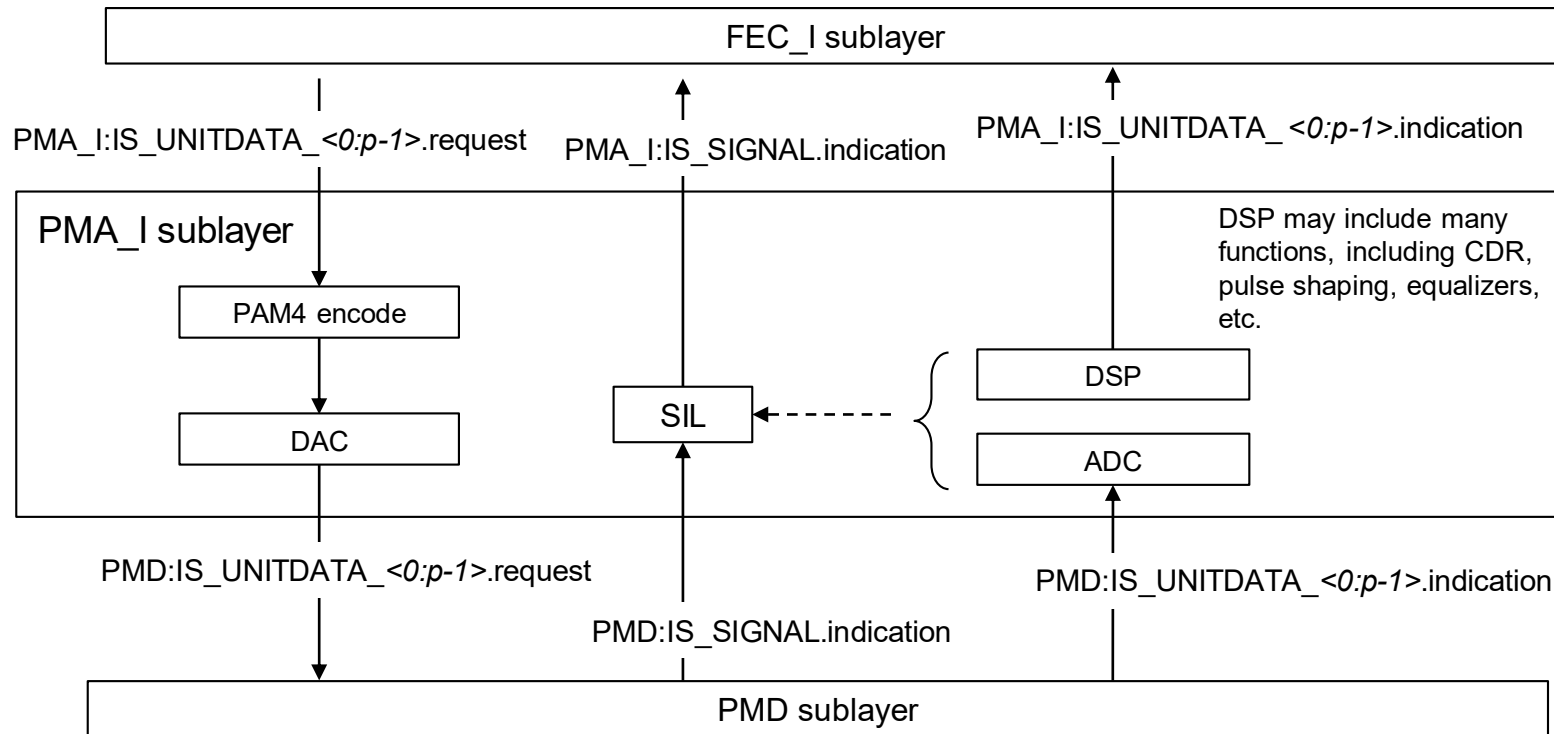 FEC_I sublayer
PMA_I:IS_UNITDATA_<0:p-1>.request
PMA_I:IS_SIGNAL.indication
PMA_I:IS_UNITDATA_ <0:p-1>.indication
PMA_I sublayer
DSP may include many
functions, including CDR,
pulse shaping, equalizers,
etc.
PAM4 encode
DAC
SIL
DSP
ADC
PMD:IS_UNITDATA_<0:p-1>.request
PMD:IS_SIGNAL.indication
PMD:IS_UNITDATA_<0:p-1>.indication
PMD sublayer